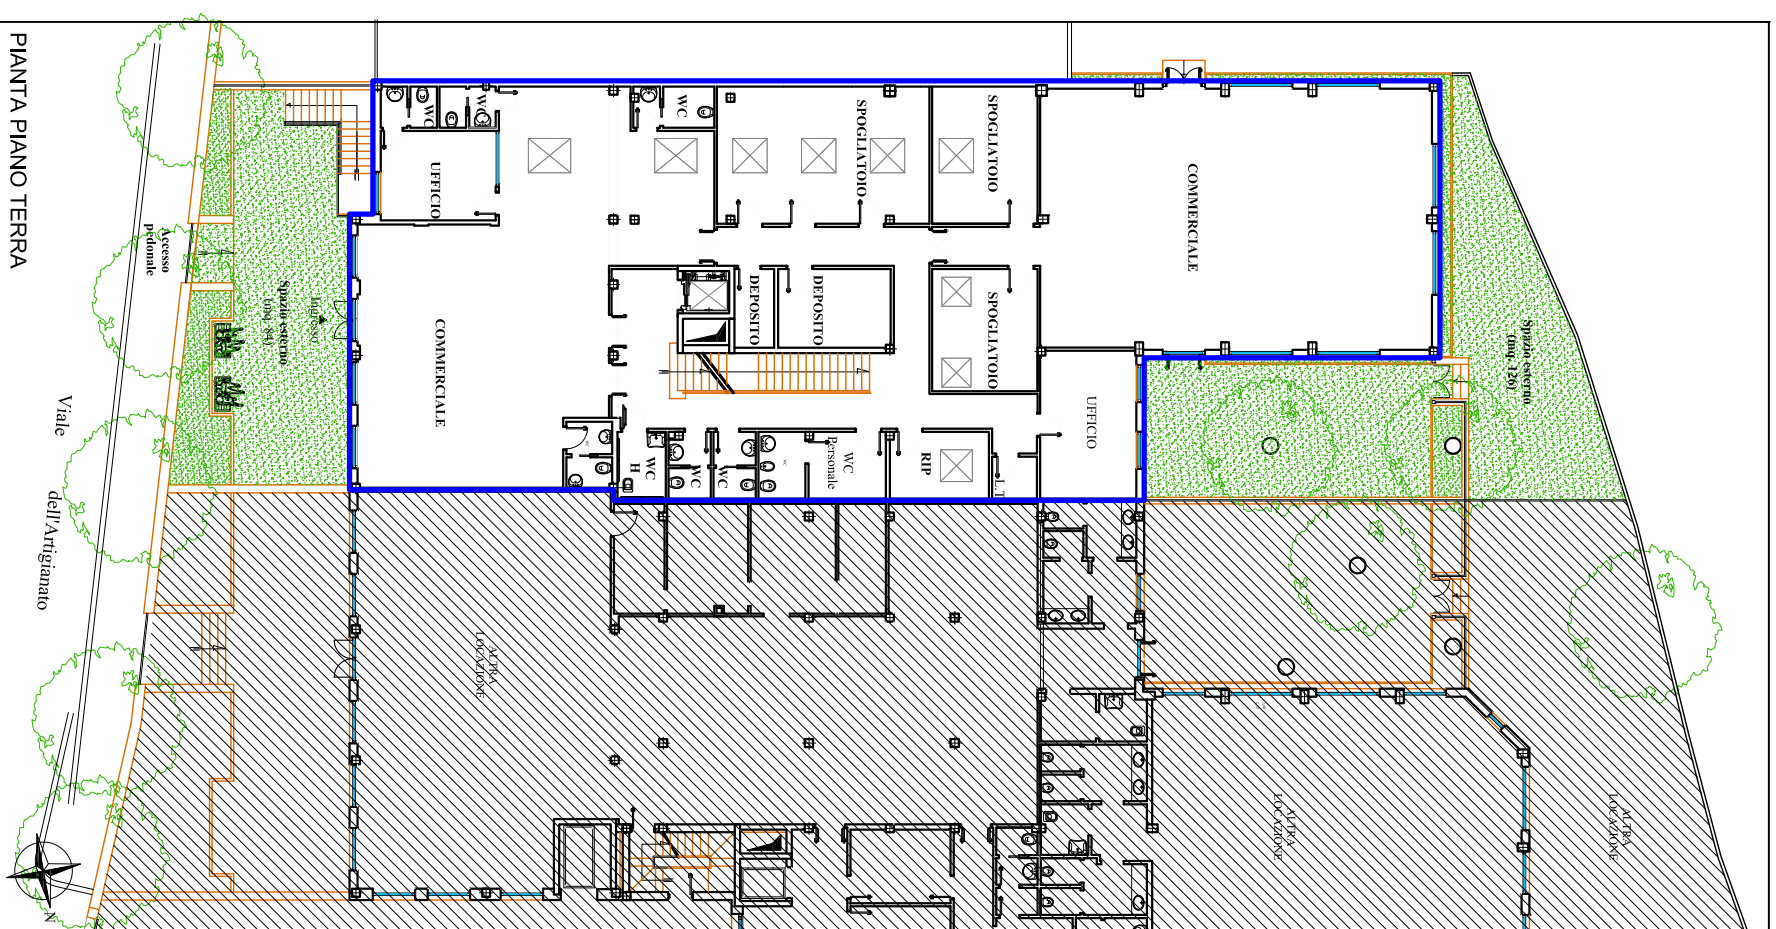 PIANTA PIANO TERRA
Viale
dell'Artigianato
Accesso
pedonale
Spazio esterno
(mq. 84)
Ingresso
WC
WC
UFFICIO
COMMERCIALE
WC
SPOGLIATOIO
SPOGLIATOIO
COMMERCIALE
DEPOSITO
DEPOSITO
SPOGLIATOIO
UFFICIO
WC
H
WC
WC
WC
Personale
RIP
L.T
Spazio esterno
(mq. 126)
ALTRA
LOCAZIONE
ALTRA
LOCAZIONE
ALTRA
LOCAZIONE
N